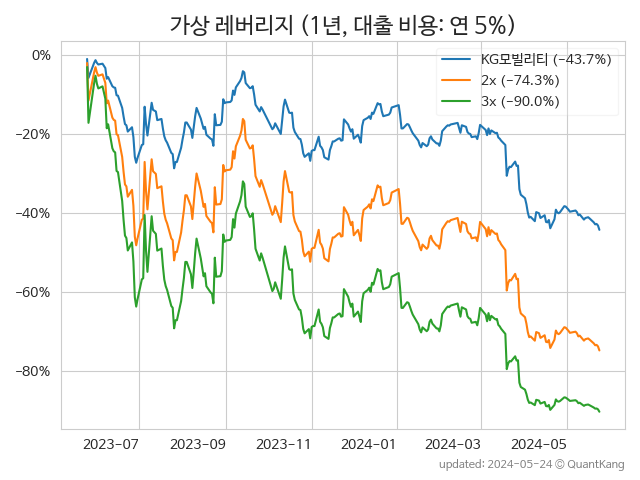 가상 레버리지 (1년, 대출 비용: 연 5%)
KG모빌리티 (−43.7%)
2x (−74.3%)
3x (−90.0%)
0%
−20%
−40%
−60%
−80%
2023-07 2023-09 2023-11 2024-01 2024-03 2024-05
updated: 2024-05-24 © QuantKang